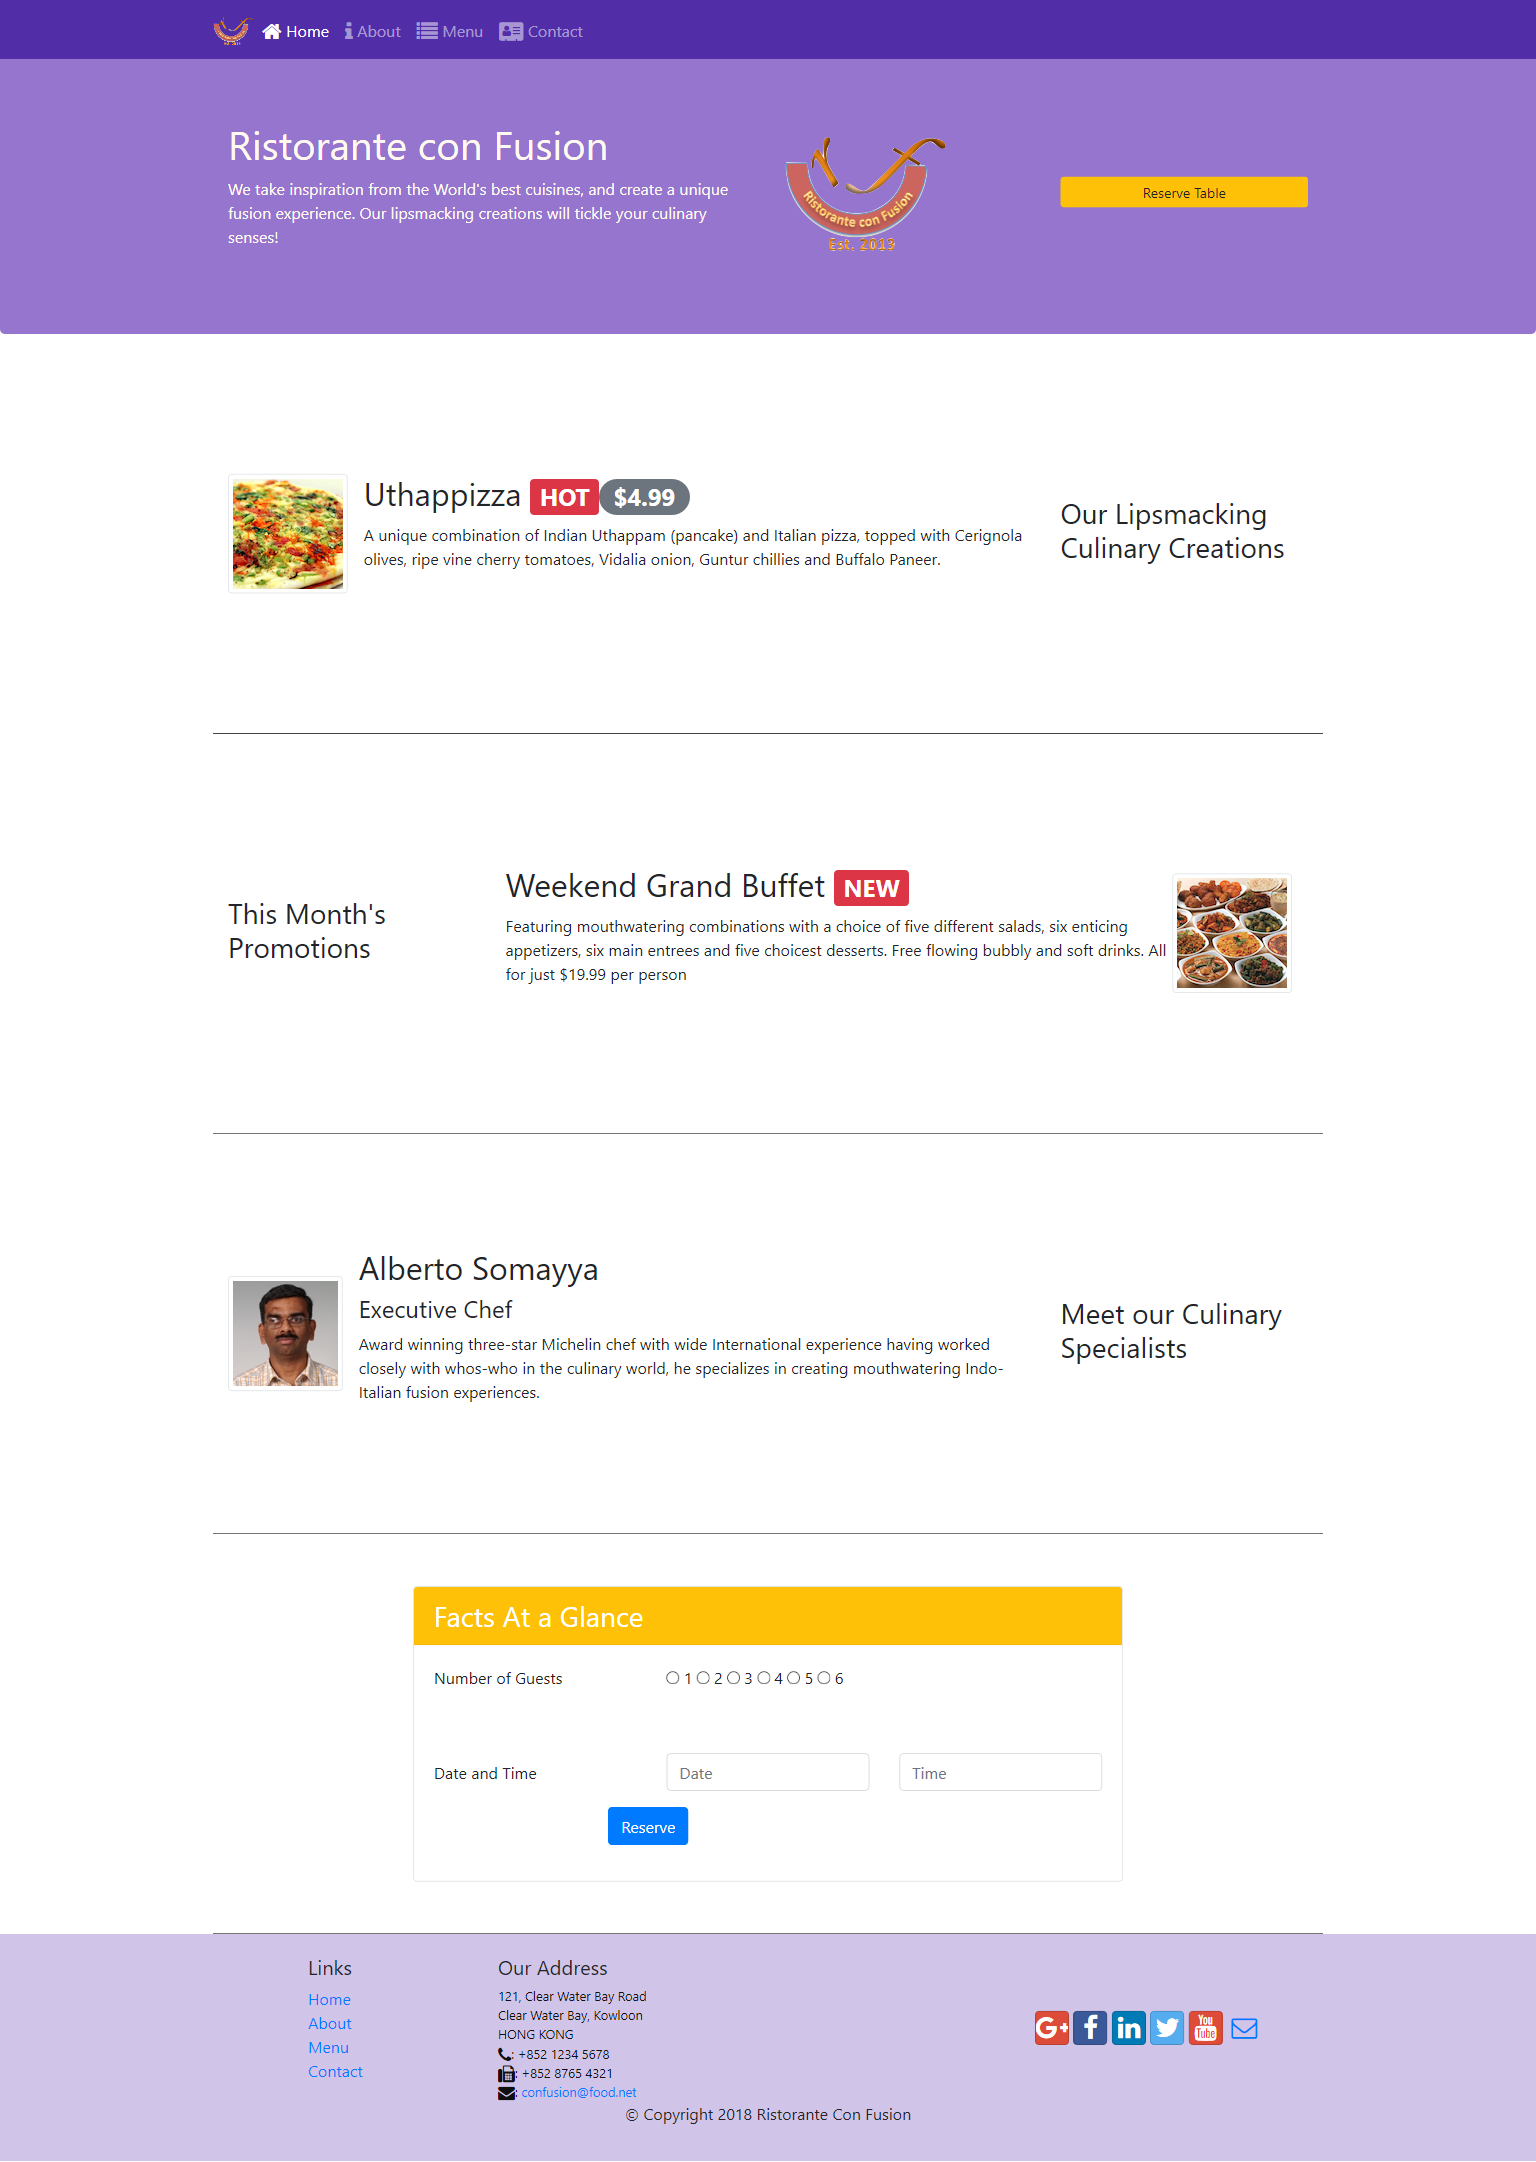 Home About Menu Contact
Ristorante con Fusion
We take inspiration from the World's best cuisines, and create a unique
fusion experience. Our lipsmacking creations will tickle your culinary
senses!
Ristorante con Fusion
Est. 2013
Reserve Table
Uthappizza HOT $4.99
A unique combination of Indian Uthappam (pancake) and Italian pizza, topped with Cerignola
olives, ripe vine cherry tomatoes, Vidalia onion, Guntur chillies and Buffalo Paneer.
Our Lipsmacking
Culinary Creations
This Month's
Promotions
Weekend Grand Buffet NEW
Featuring mouthwatering combinations with a choice of five different salads, six enticing
appetizers, six main entrees and five choicest desserts. Free flowing bubbly and soft drinks. All
for just $19.99 per person
Alberto Somayya
Executive Chef
Award winning three-star Michelin chef with wide International experience having worked
closely with whos-who in the culinary world, he specializes in creating mouthwatering Indo-
Italian fusion experiences.
Meet our Culinary
Specialists
Facts At a Glance
Number of Guests 1 2 3 4 5 6
Date and Time Date Time
Reserve
Links
Home
About
Menu
Contact
Our Address
121, Clear Water Bay Road
Clear Water Bay, Kowloon
HONG KONG
: +852 1234 5678
: +852 8765 4321
: confusion@food.net
G+ f in You Tube
© Copyright 2018 Ristorante Con Fusion